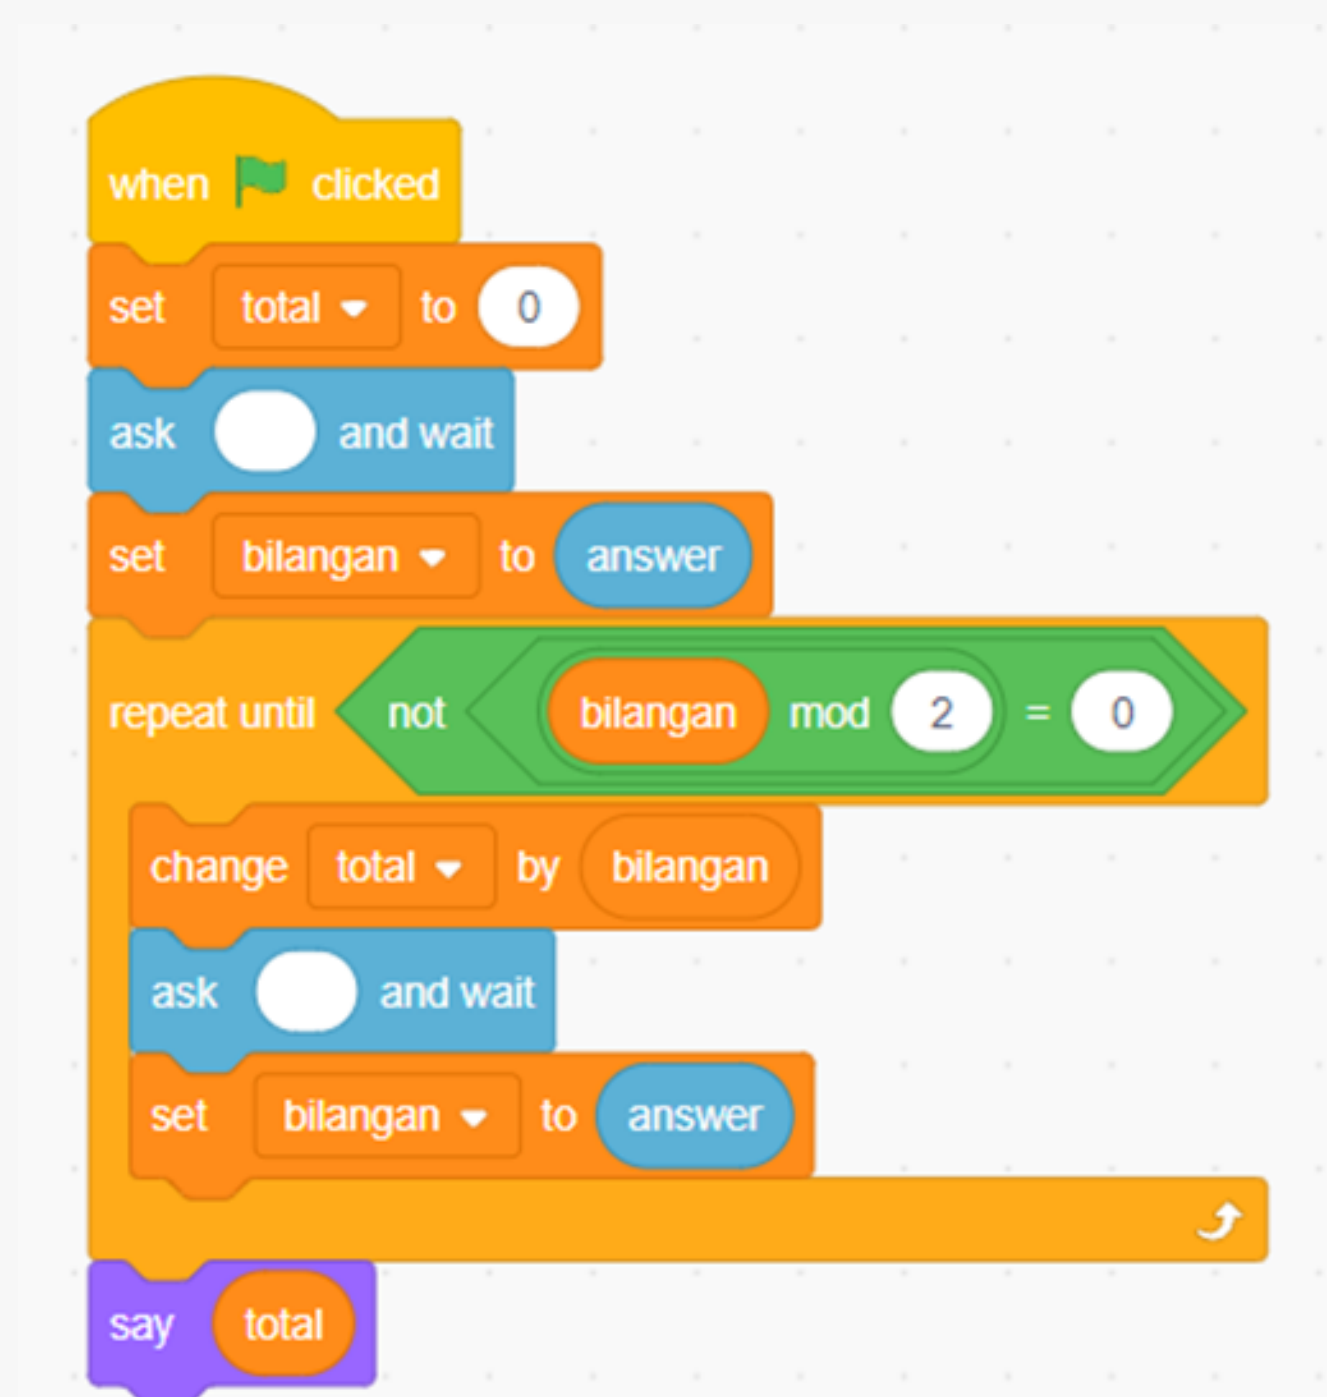 when clicked
set total to 0
ask and wait
set bilangan to answer
repeat until not bilangan mod 2 = 0
change total by bilangan
ask and wait
set bilangan to answer
say total